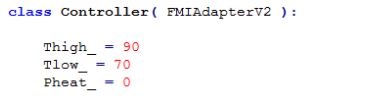 class Controller( FMIAdapterV2 ):
Thigh_ = 90
Tlow_ = 70
Pheat_ = 0